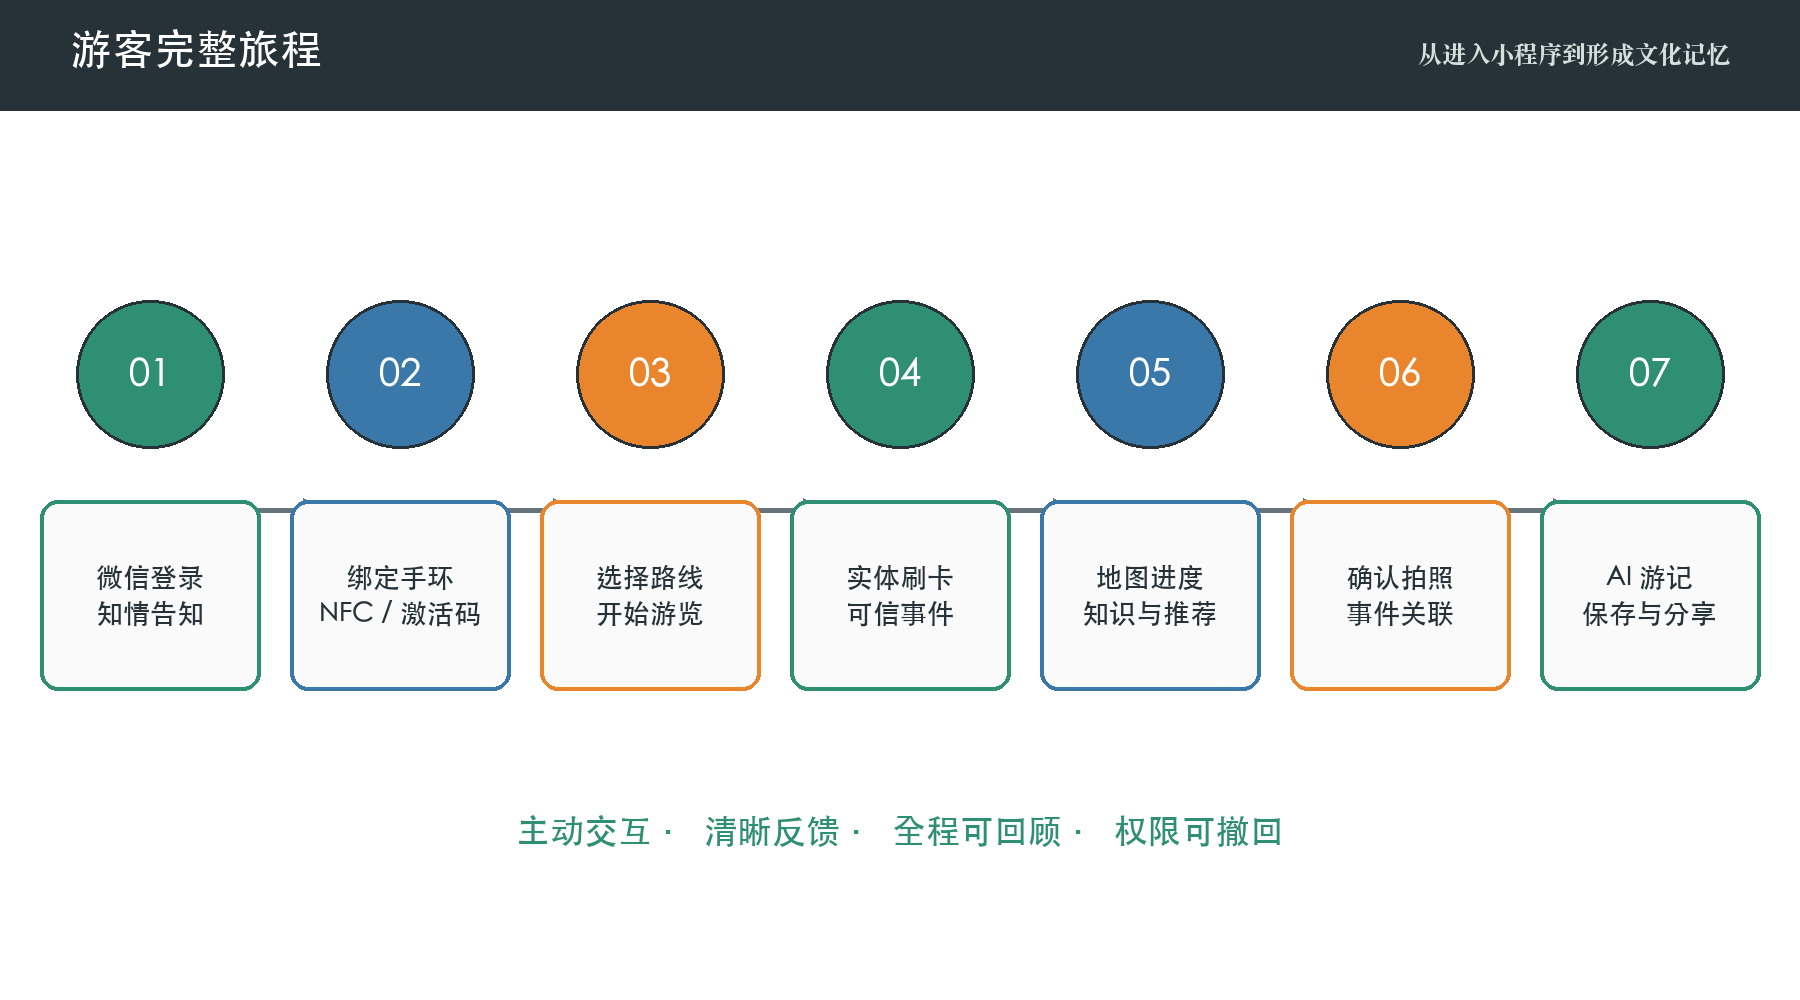 游客完整旅程
从进入小程序到形成文化记忆
01
02
03
04
05
06
07
微信登录
知情告知
绑定手环
NFC / 激活码
选择路线
开始游览
实体刷卡
可信事件
地图进度
知识与推荐
确认拍照
事件关联
AI 游记
保存与分享
主动交互 · 清晰反馈 · 全程可回顾 · 权限可撤回